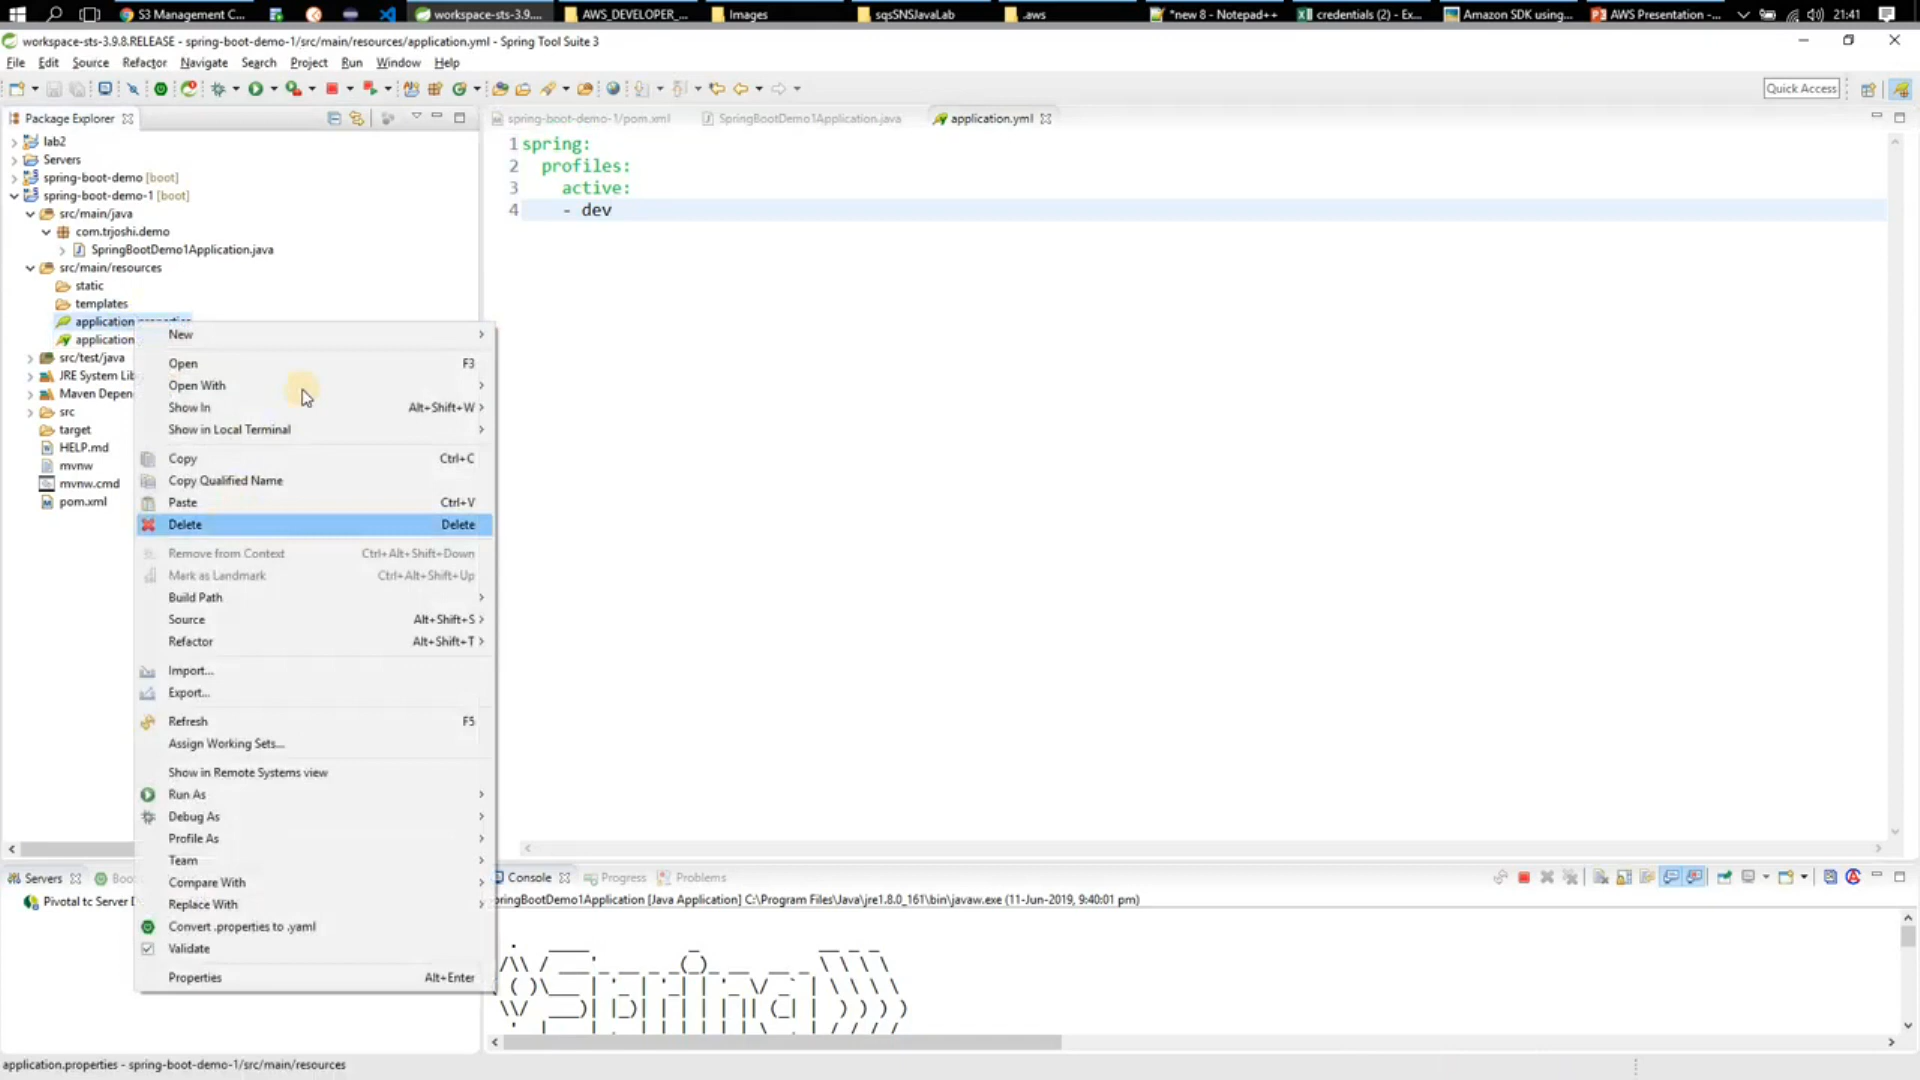 S3 Management C...
workspace-sts-3.9....
AWS_DEVELOPER_...
Images
sqsSNSJavaLab
.aws
*new 8 - Notepad++
credentials (2) - Ex...
Amazon SDK using...
AWS Presentation -...
21:41
workspace-sts-3.9.8.RELEASE - spring-boot-demo-1/src/main/resources/application.yml - Spring Tool Suite 3
File Edit Source Refactor Navigate Search Project Run Window Help
Quick Access
Package Explorer
spring-boot-demo-1/pom.xml
SpringBootDemo1Application.java
application.yml
lab2
Servers
spring-boot-demo [boot]
spring-boot-demo-1 [boot]
src/main/java
com.trjoshi.demo
SpringBootDemo1Application.java
src/main/resources
static
templates
application.properties
application
src/test/java
JRE System Lib
Maven Depen
src
target
HELP.md
mvnw
mvnw.cmd
pom.xml
1 spring:
2 profiles:
3 active:
4 - dev
New
Open F3
Open With
Show In Alt+Shift+W
Show in Local Terminal
Copy Ctrl+C
Copy Qualified Name
Paste Ctrl+V
Delete Delete
Remove from Context Ctrl+Alt+Shift+Down
Mark as Landmark Ctrl+Alt+Shift+Up
Build Path
Source Alt+Shift+S
Refactor Alt+Shift+T
Import...
Export...
Refresh F5
Assign Working Sets...
Show in Remote Systems view
Run As
Debug As
Profile As
Team
Compare With
Replace With
Convert .properties to .yaml
Validate
Properties Alt+Enter
Servers
Boo
Pivotal tc Server D
Console
Progress
Problems
pringBootDemo1Application [Java Application] C:\Program Files\Java\jre1.8.0_161\bin\javaw.exe (11-Jun-2019, 9:40:01 pm)
Spring
application.properties - spring-boot-demo-1/src/main/resources